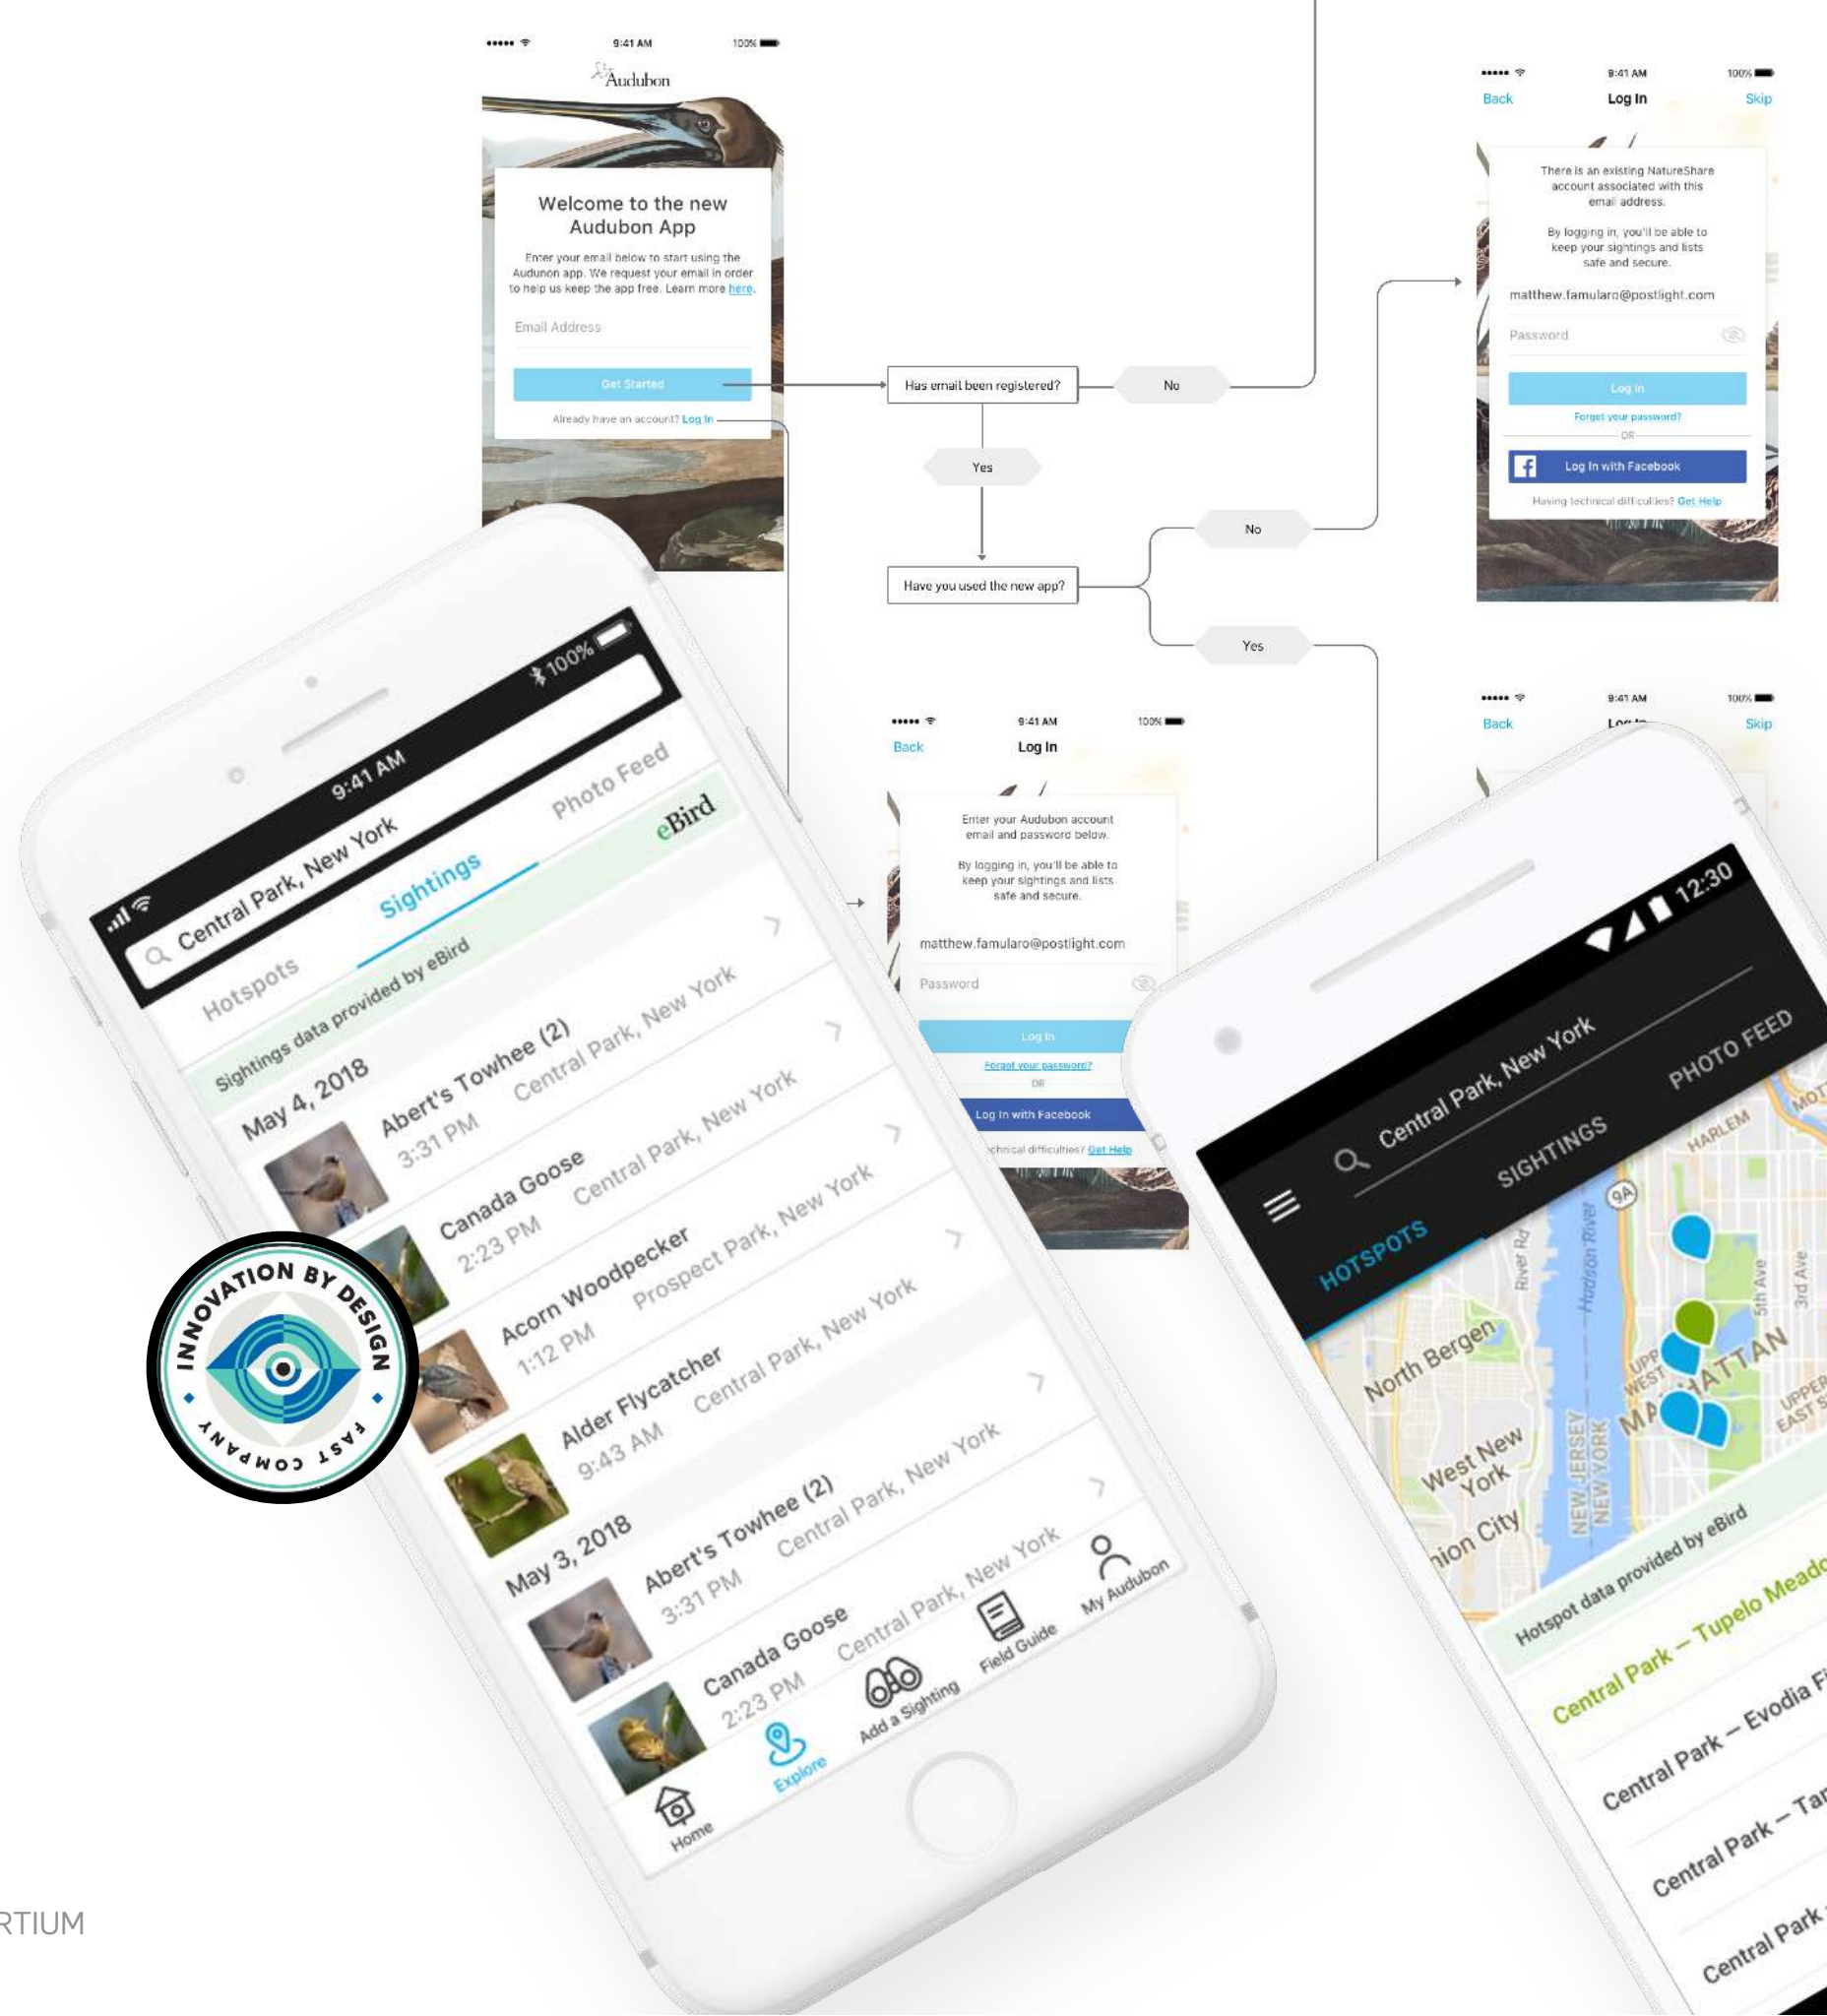 9:41 AM
100%
Audubon
Welcome to the new
Audubon App
Enter your email below to start using the
Audunon app. We request your email in order
to help us keep the app free. Learn more here.
Email Address
Get Started
Already have an account? Log In
Has email been registered?
No
Yes
Have you used the new app?
No
Yes
9:41 AM
100%
Back
Log In
Skip
There is an existing NatureShare
account associated with this
email address.
By logging in, you'll be able to
keep your sightings and lists
safe and secure.
matthew.famularo@postlight.com
Password
Log In
Forget your password?
OR
Log In with Facebook
Having technical difficulties? Get Help
9:41 AM
100%
Back
Log In
Enter your Audubon account
email and password below.
By logging in, you'll be able to
keep your sightings and lists
safe and secure.
matthew.famularo@postlight.com
Password
Log In
Forget your password?
OR
Log In with Facebook
technical difficulties? Get Help
9:41 AM
100%
Back
Skip
9:41 AM
100%
Central Park, New York
Hotspots
Sightings
Photo Feed
Sightings data provided by eBird
eBird
May 4, 2018
Abert's Towhee (2)
3:31 PM Central Park, New York
Canada Goose
2:23 PM Central Park, New York
Acorn Woodpecker
1:12 PM Prospect Park, New York
Alder Flycatcher
9:43 AM Central Park, New York
May 3, 2018
Abert's Towhee (2)
3:31 PM Central Park, New York
Canada Goose
2:23 PM Central Park, New York
Home
Explore
Add a Sighting
Field Guide
My Audubon
INNOVATION BY DESIGN
FAST COMPANY
12:30
Central Park, New York
HOTSPOTS
SIGHTINGS
PHOTO FEED
HARLEM
MOT
9A
River Rd
Hudson River
5th Ave
3rd Ave
North Bergen
UPP
WEST
MA HATTAN
UPPER
EAST S
West New
York
NEW JERSEY
NEW YORK
nion City
Hotspot data provided by eBird
Central Park – Tupelo Meado
Central Park – Evodia Fi
Central Park – Tar
Central Park
RTIUM